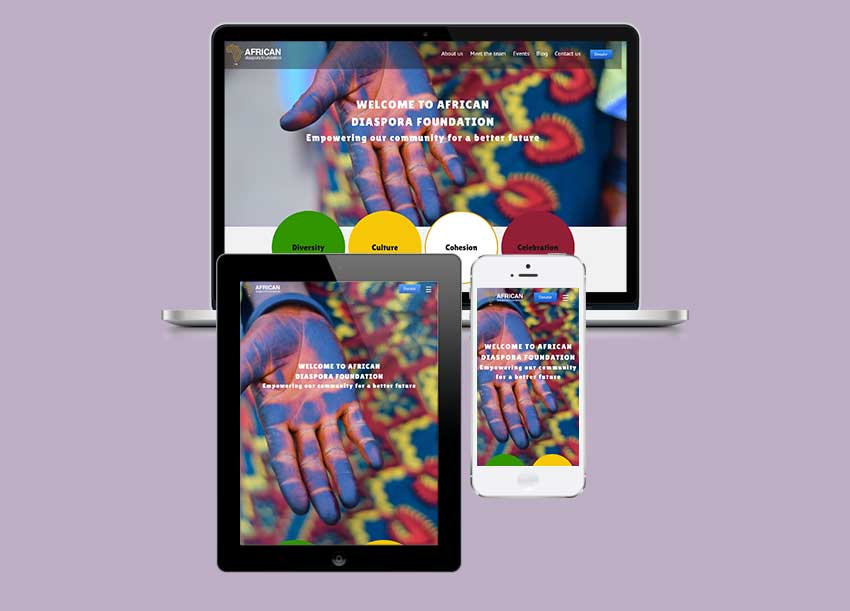 AFRICAN
diaspora foundation
About us Meet the team Events Blog Contact us Donate
WELCOME TO AFRICAN
DIASPORA FOUNDATION
Empowering our community for a better future
Diversity Culture Cohesion Celebration
AFRICAN
Donate
WELCOME TO AFRICAN
DIASPORA FOUNDATION
Empowering our community for a better future
AFRICAN
Donate
WELCOME TO AFRICAN
DIASPORA FOUNDATION
Empowering our community
for a better future